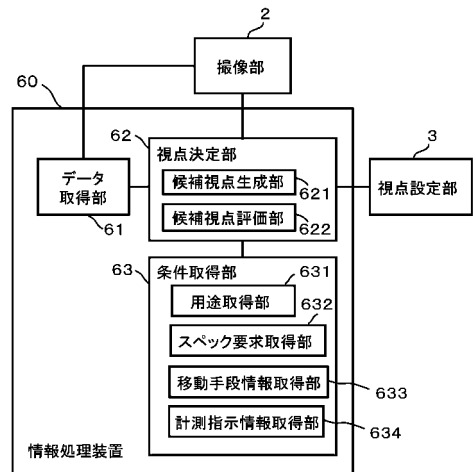 2
撮像部
60
62
視点決定部
候補視点生成部
621
候補視点評価部
622
データ
取得部
61
3
視点設定部
63
条件取得部
631
用途取得部
632
スペック要求取得部
移動手段情報取得部
633
計測指示情報取得部
634
情報処理装置